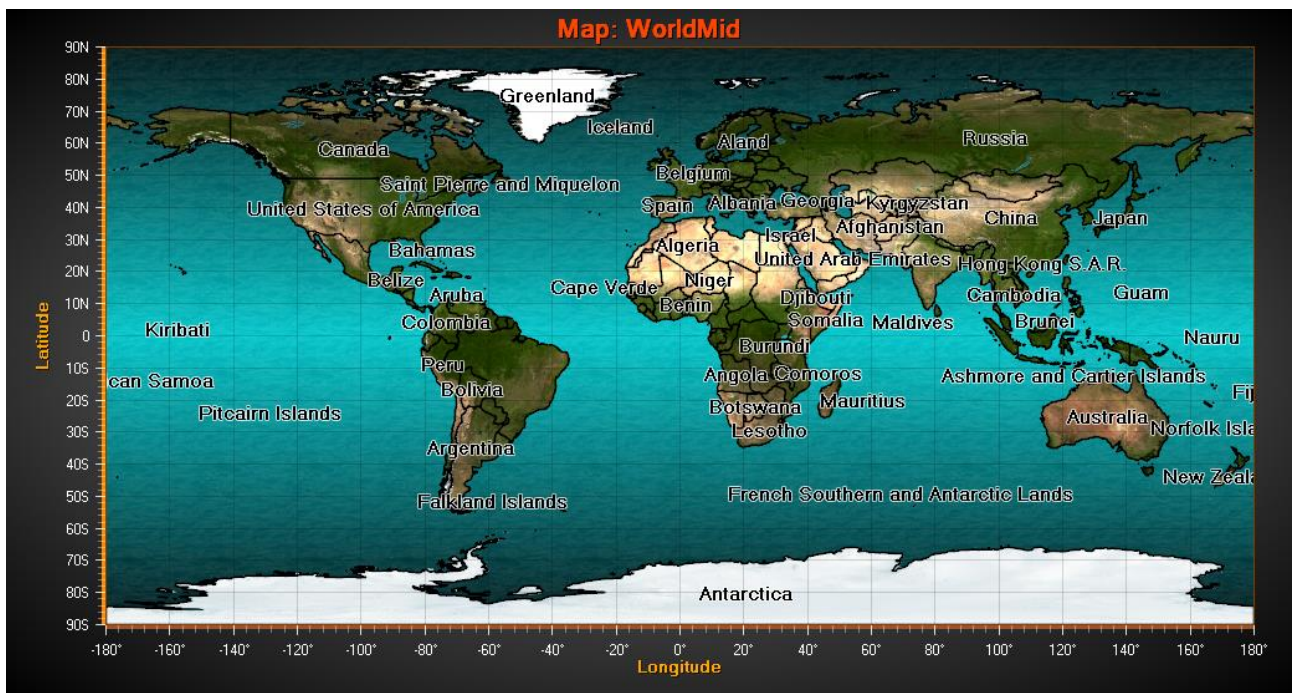 Map: WorldMid
90N
80N
70N
60N
50N
40N
30N
20N
10N
0
10S
20S
30S
40S
50S
60S
70S
80S
90S
Latitude
Greenland
Iceland
Canada
Aland
Russia
Belgium
Saint Pierre and Miquelon
United States of America
Spain
Albania
Georgia
Kyrgyzstan
China
Japan
Afghanistan
Bahamas
Algeria
Israel
United Arab Emirates
Hong Kong S.A.R.
Belize
Aruba
Cape Verde
Niger
Benin
Djibouti
Cambodia
Guam
Kiribati
Colombia
Somalia
Maldives
Brunei
Nauru
Peru
Burundi
can Samoa
Bolivia
Angola
Comoros
Ashmore and Cartier Islands
Fij
Pitcairn Islands
Botswana
Mauritius
Australia
Lesotho
Norfolk Isla
Argentina
New Zeala
Falkland Islands
French Southern and Antarctic Lands
Antarctica
-180° -160° -140° -120° -100° -80° -60° -40° -20° 0° 20° 40° 60° 80° 100° 120° 140° 160° 180°
Longitude